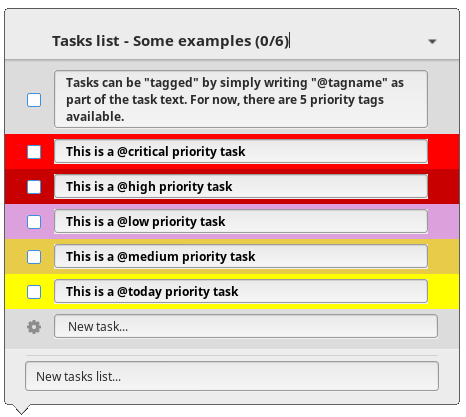 Tasks list - Some examples (0/6)
Tasks can be "tagged" by simply writing "@tagname" as
part of the task text. For now, there are 5 priority tags
available.
This is a @critical priority task
This is a @high priority task
This is a @low priority task
This is a @medium priority task
This is a @today priority task
New task...
New tasks list...